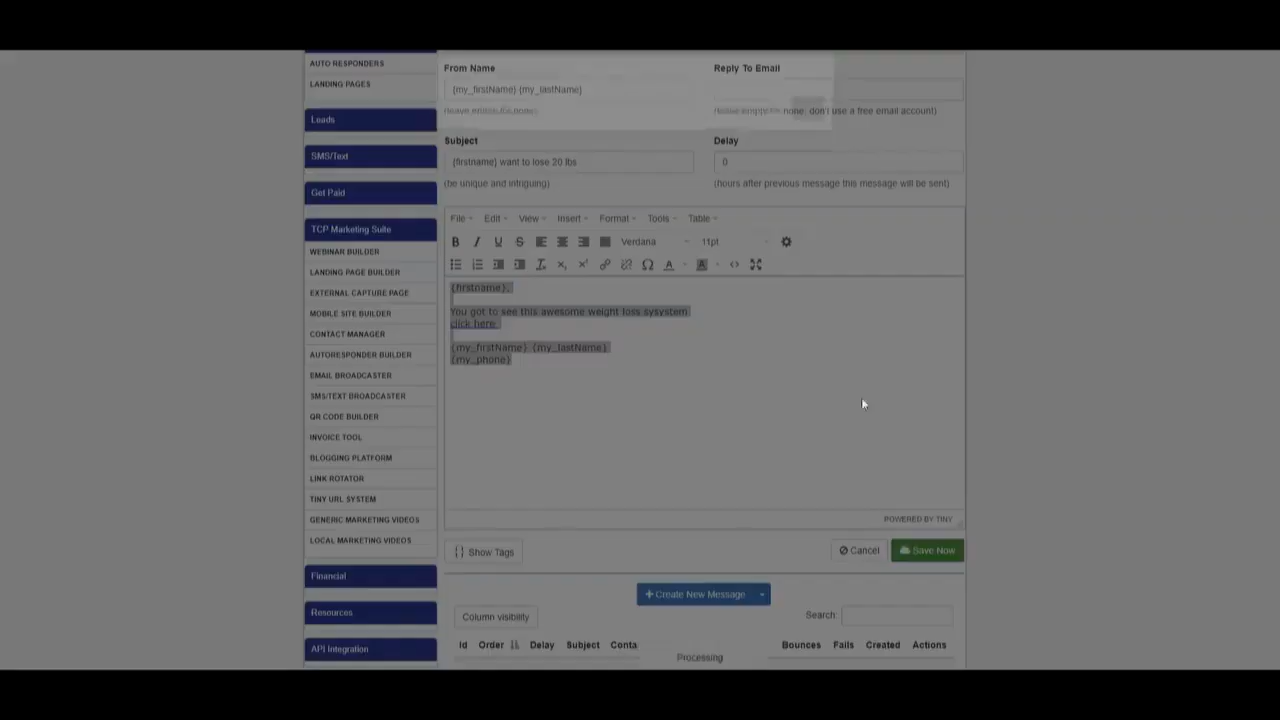 AUTO RESPONDERS
LANDING PAGES
Leads
SMS/Text
Get Paid
TCP Marketing Suite
WEBINAR BUILDER
LANDING PAGE BUILDER
EXTERNAL CAPTURE PAGE
MOBILE SITE BUILDER
CONTACT MANAGER
AUTORESPONDER BUILDER
EMAIL BROADCASTER
SMS/TEXT BROADCASTER
QR CODE BUILDER
INVOICE TOOL
BLOGGING PLATFORM
LINK ROTATOR
TINY URL SYSTEM
GENERIC MARKETING VIDEOS
LOCAL MARKETING VIDEOS
Financial
Resources
API Integration
From Name
Reply To Email
{my_firstName} {my_lastName}
(leave empty for none)
(leave empty for none, don't use a free email account)
Subject
Delay
{firstname} want to lose 20 lbs
0
(be unique and intriguing)
(hours after previous message this message will be sent)
File Edit View Insert Format Tools Table
B I U S Verdana 11pt
{firstname},
You got to see this awesome weight loss sysystem
click here
{my_firstName} {my_lastName}
{my_phone}
POWERED BY TINY
Show Tags
Cancel
Save Now
Create New Message
Column visibility
Search:
Id Order Delay Subject Conta Bounces Fails Created Actions
Processing